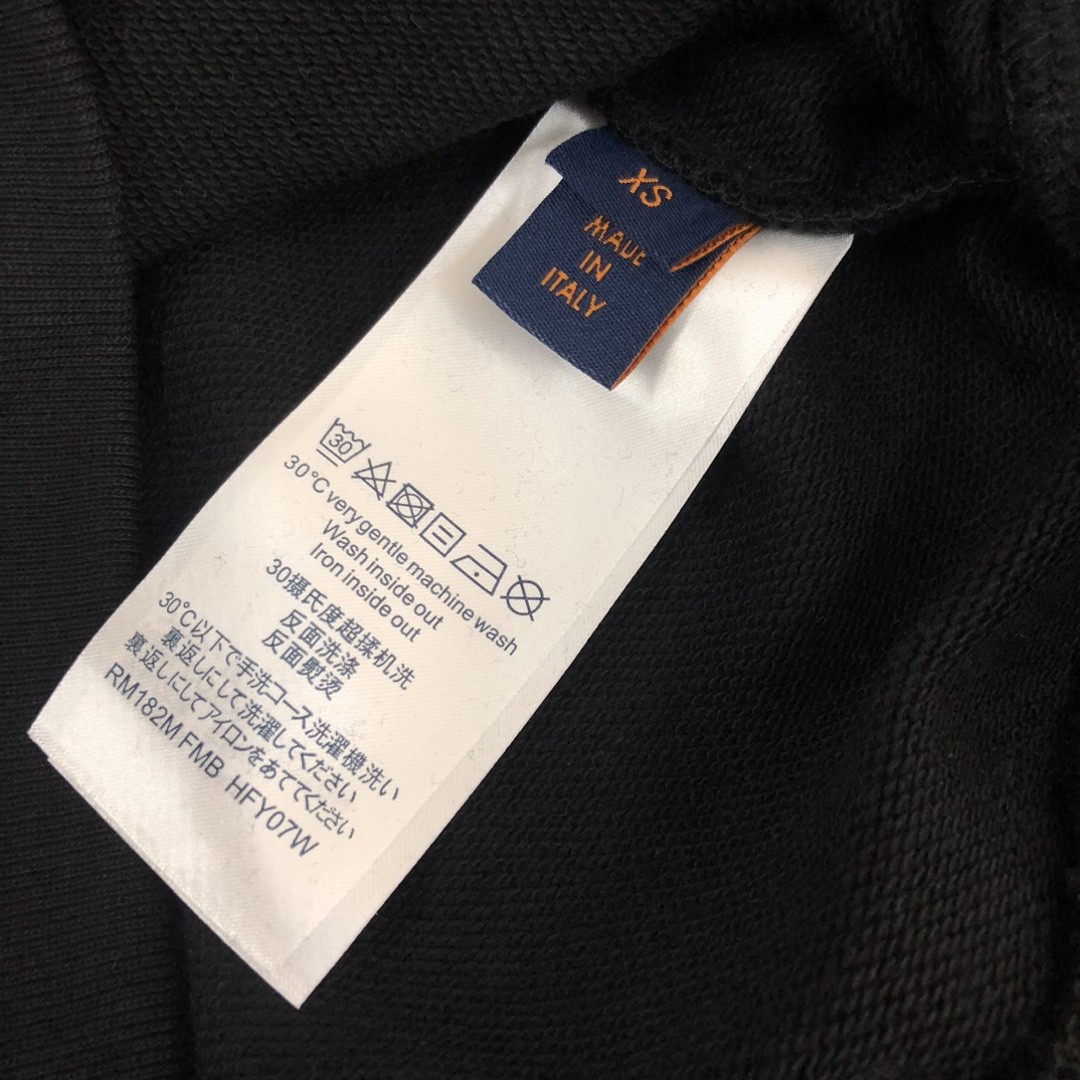 XS
MADE
IN
ITALY
30
30°C very gentle machine wash
Wash inside out
Iron inside out
30摄氏度超揉机洗
反面洗涤
反面熨烫
30℃以下で手洗コース洗濯機洗い
裏返しにして洗濯してください
裏返しにしてアイロンをあててください
RM182M FMB HFY07W